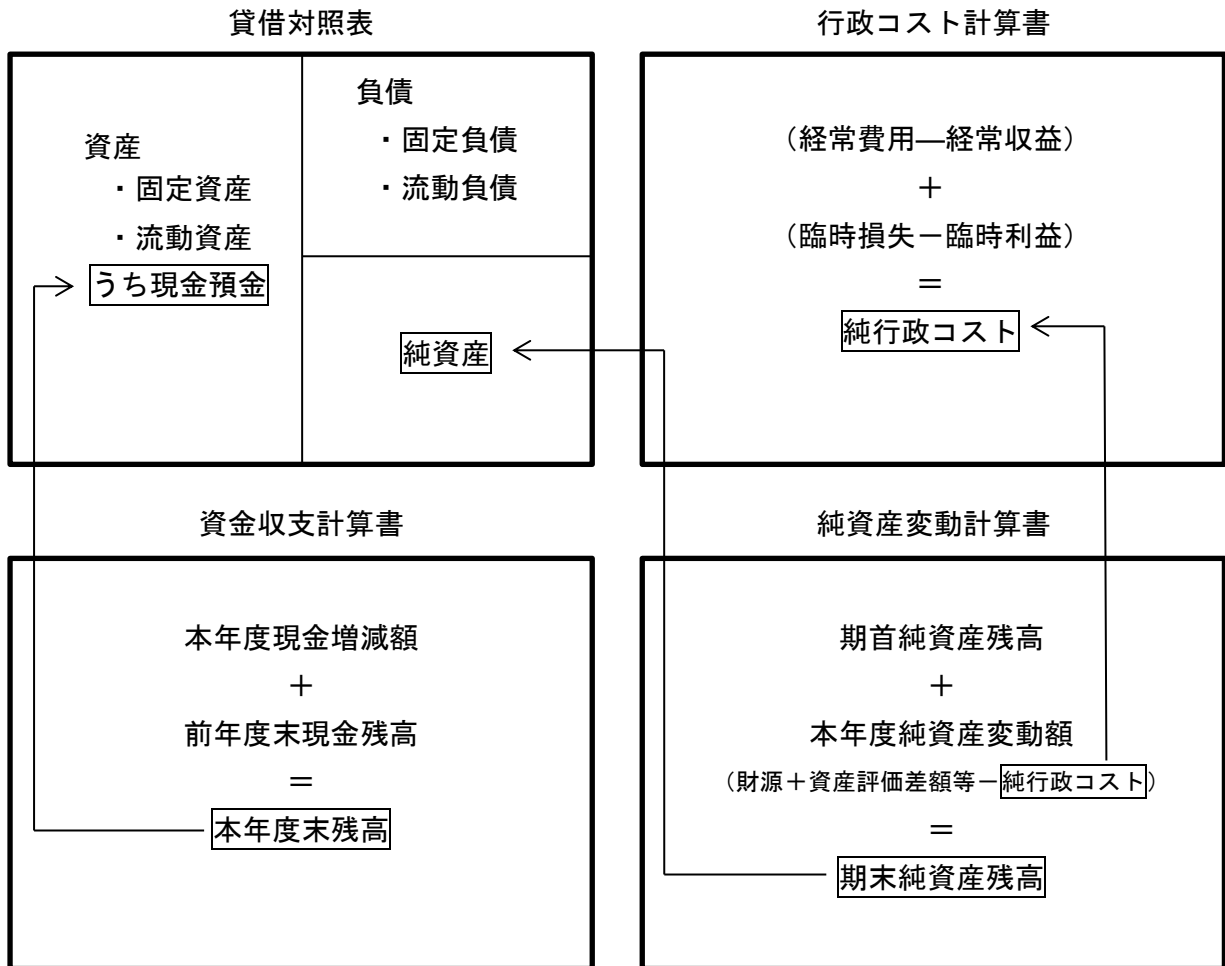 貸借対照表
資産
・固定資産
・流動資産
うち現金預金
負債
・固定負債
・流動負債
純資産
行政コスト計算書
（経常費用―経常収益）
＋
（臨時損失－臨時利益）
＝
純行政コスト
資金収支計算書
本年度現金増減額
＋
前年度末現金残高
＝
本年度末残高
純資産変動計算書
期首純資産残高
＋
本年度純資産変動額
（財源＋資産評価差額等－純行政コスト）
＝
期末純資産残高